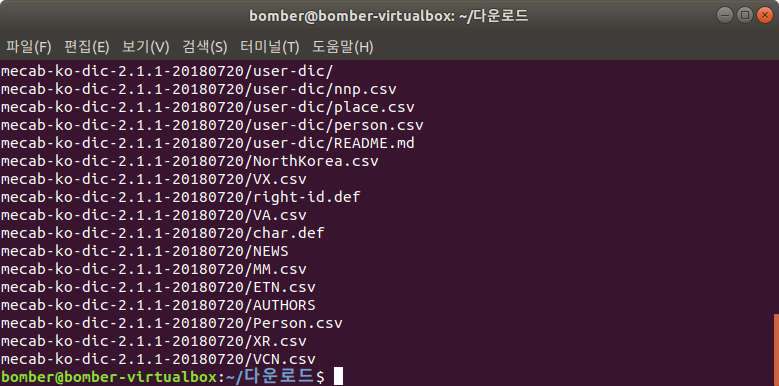 bomber@bomber-virtualbox: ~/다운로드
파일(F) 편집(E) 보기(V) 검색(S) 터미널(T) 도움말(H)
mecab-ko-dic-2.1.1-20180720/user-dic/
mecab-ko-dic-2.1.1-20180720/user-dic/nnp.csv
mecab-ko-dic-2.1.1-20180720/user-dic/place.csv
mecab-ko-dic-2.1.1-20180720/user-dic/person.csv
mecab-ko-dic-2.1.1-20180720/user-dic/README.md
mecab-ko-dic-2.1.1-20180720/NorthKorea.csv
mecab-ko-dic-2.1.1-20180720/VX.csv
mecab-ko-dic-2.1.1-20180720/right-id.def
mecab-ko-dic-2.1.1-20180720/VA.csv
mecab-ko-dic-2.1.1-20180720/char.def
mecab-ko-dic-2.1.1-20180720/NEWS
mecab-ko-dic-2.1.1-20180720/MM.csv
mecab-ko-dic-2.1.1-20180720/ETN.csv
mecab-ko-dic-2.1.1-20180720/AUTHORS
mecab-ko-dic-2.1.1-20180720/Person.csv
mecab-ko-dic-2.1.1-20180720/XR.csv
mecab-ko-dic-2.1.1-20180720/VCN.csv
bomber@bomber-virtualbox:~/다운로드$